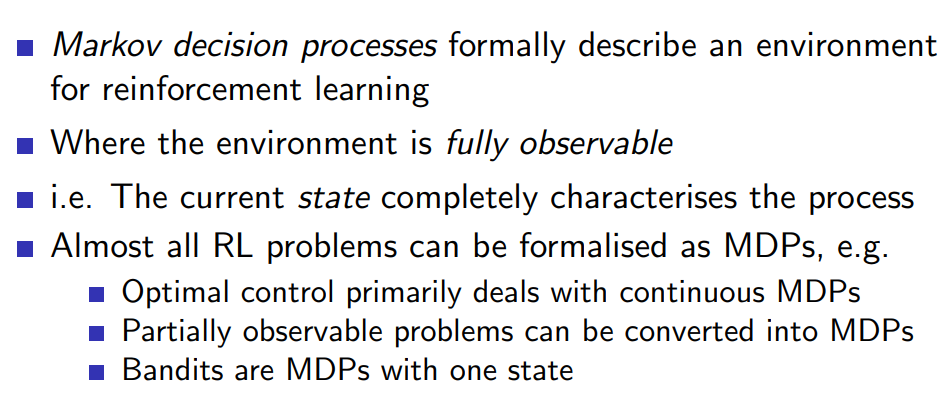 Markov decision processes formally describe an environment
for reinforcement learning
Where the environment is fully observable
i.e. The current state completely characterises the process
Almost all RL problems can be formalised as MDPs, e.g.
Optimal control primarily deals with continuous MDPs
Partially observable problems can be converted into MDPs
Bandits are MDPs with one state